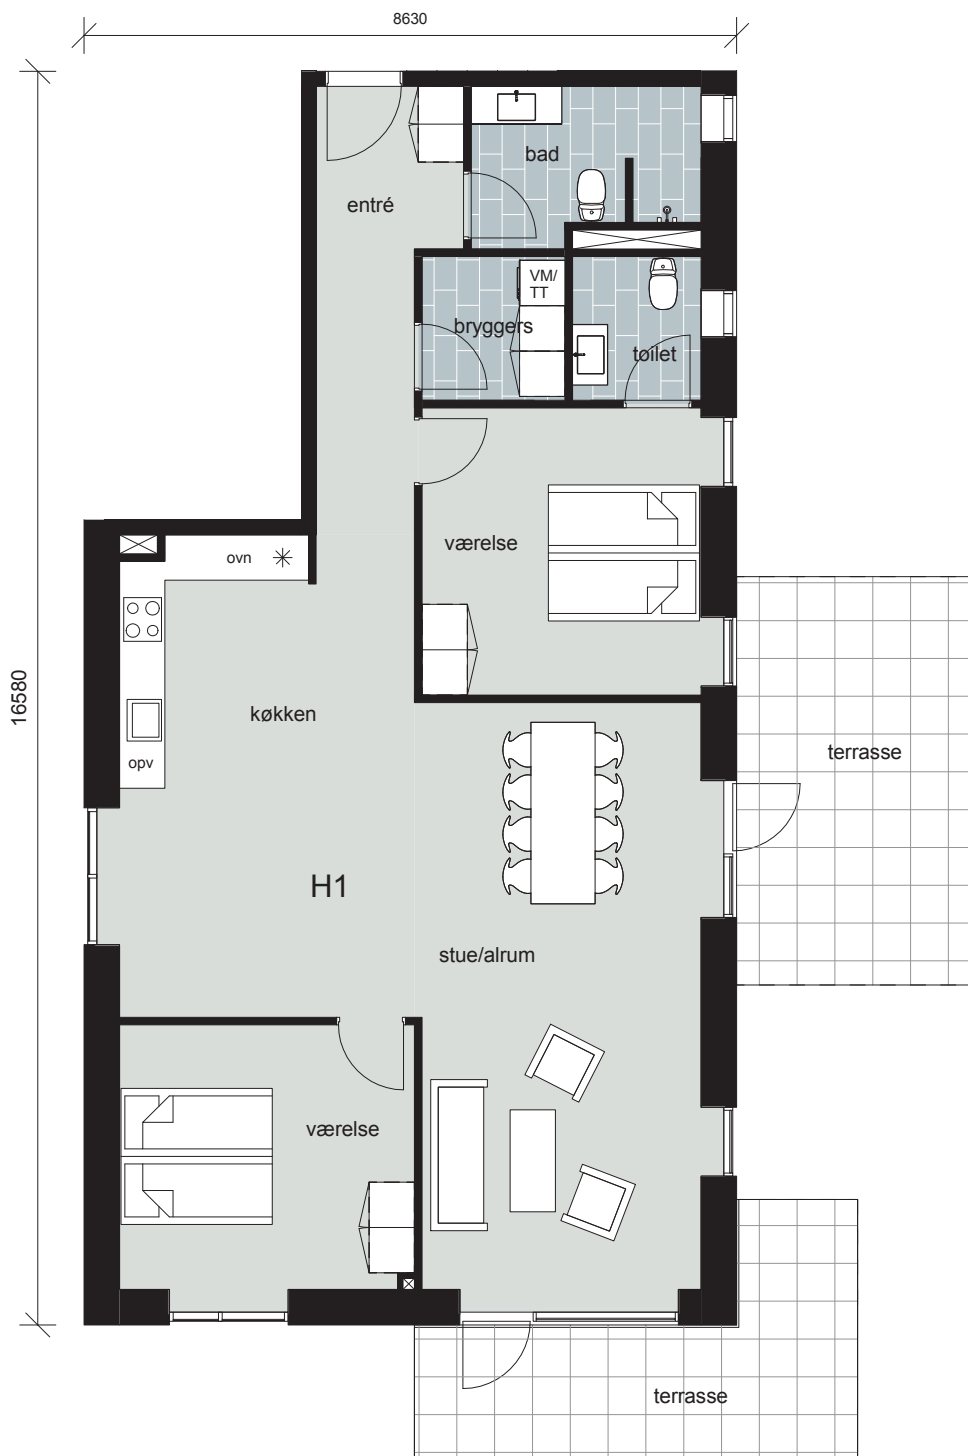 8630
bad
entré
VM/
TT
bryggers
toilet
værelse
ovn
16580
køkken
opv
terrasse
H1
stue/alrum
værelse
terrasse